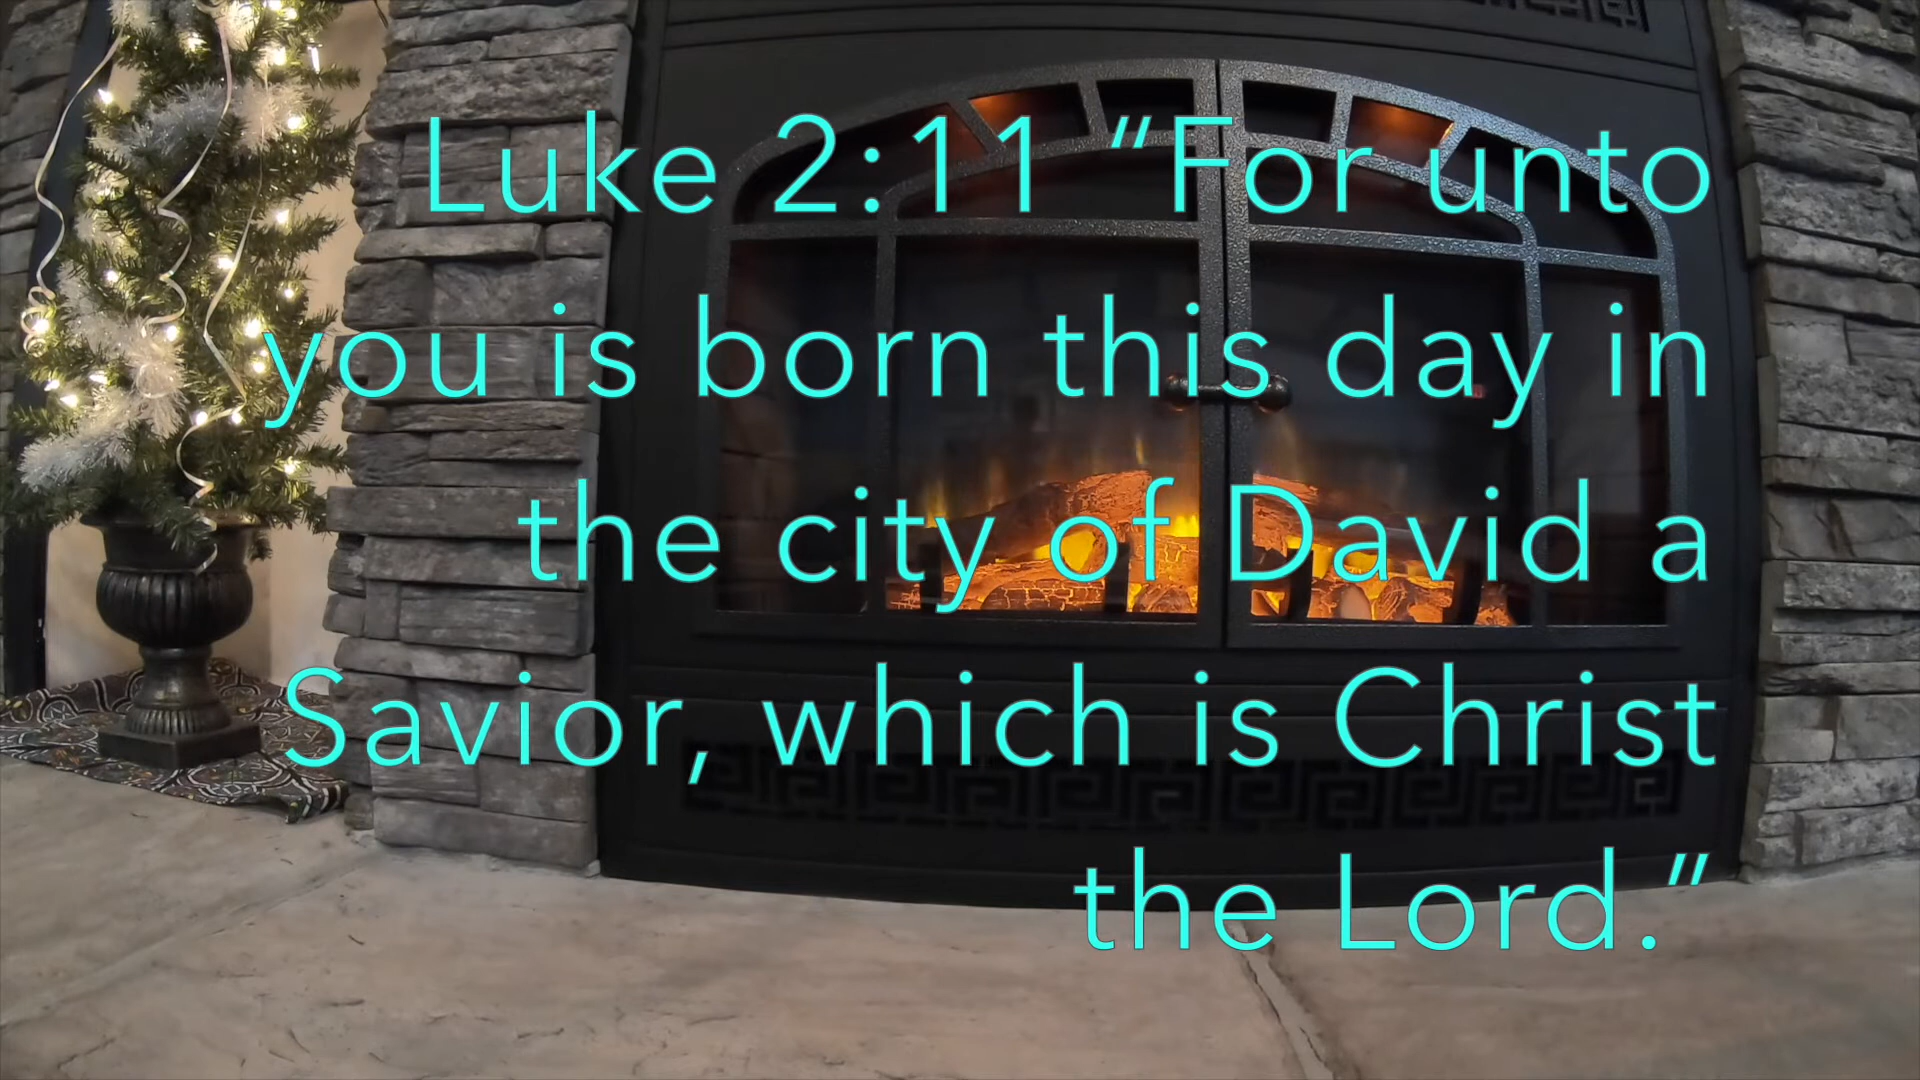 Luke 2:11 “For unto
you is born this day in
the city of David a
Savior, which is Christ
the Lord.”